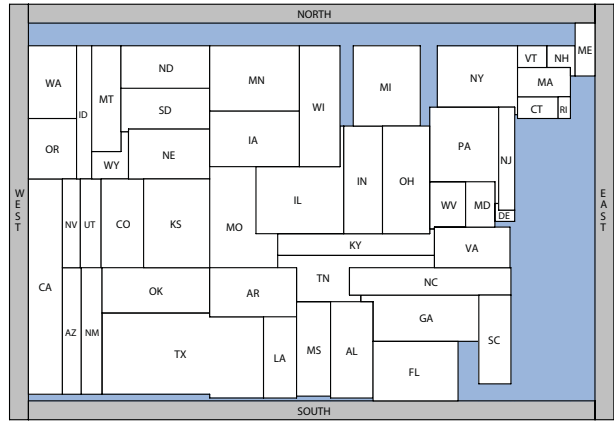 NORTH
ME
WA
ID
MT
ND
MN
WI
MI
NY
VT
NH
MA
SD
CT
RI
OR
WY
NE
IA
IN
OH
PA
NJ
W
E
S
T
E
A
S
T
CA
NV
UT
CO
KS
MO
IL
WV
MD
DE
KY
VA
AZ
NM
OK
AR
TN
NC
TX
LA
MS
AL
GA
SC
FL
SOUTH